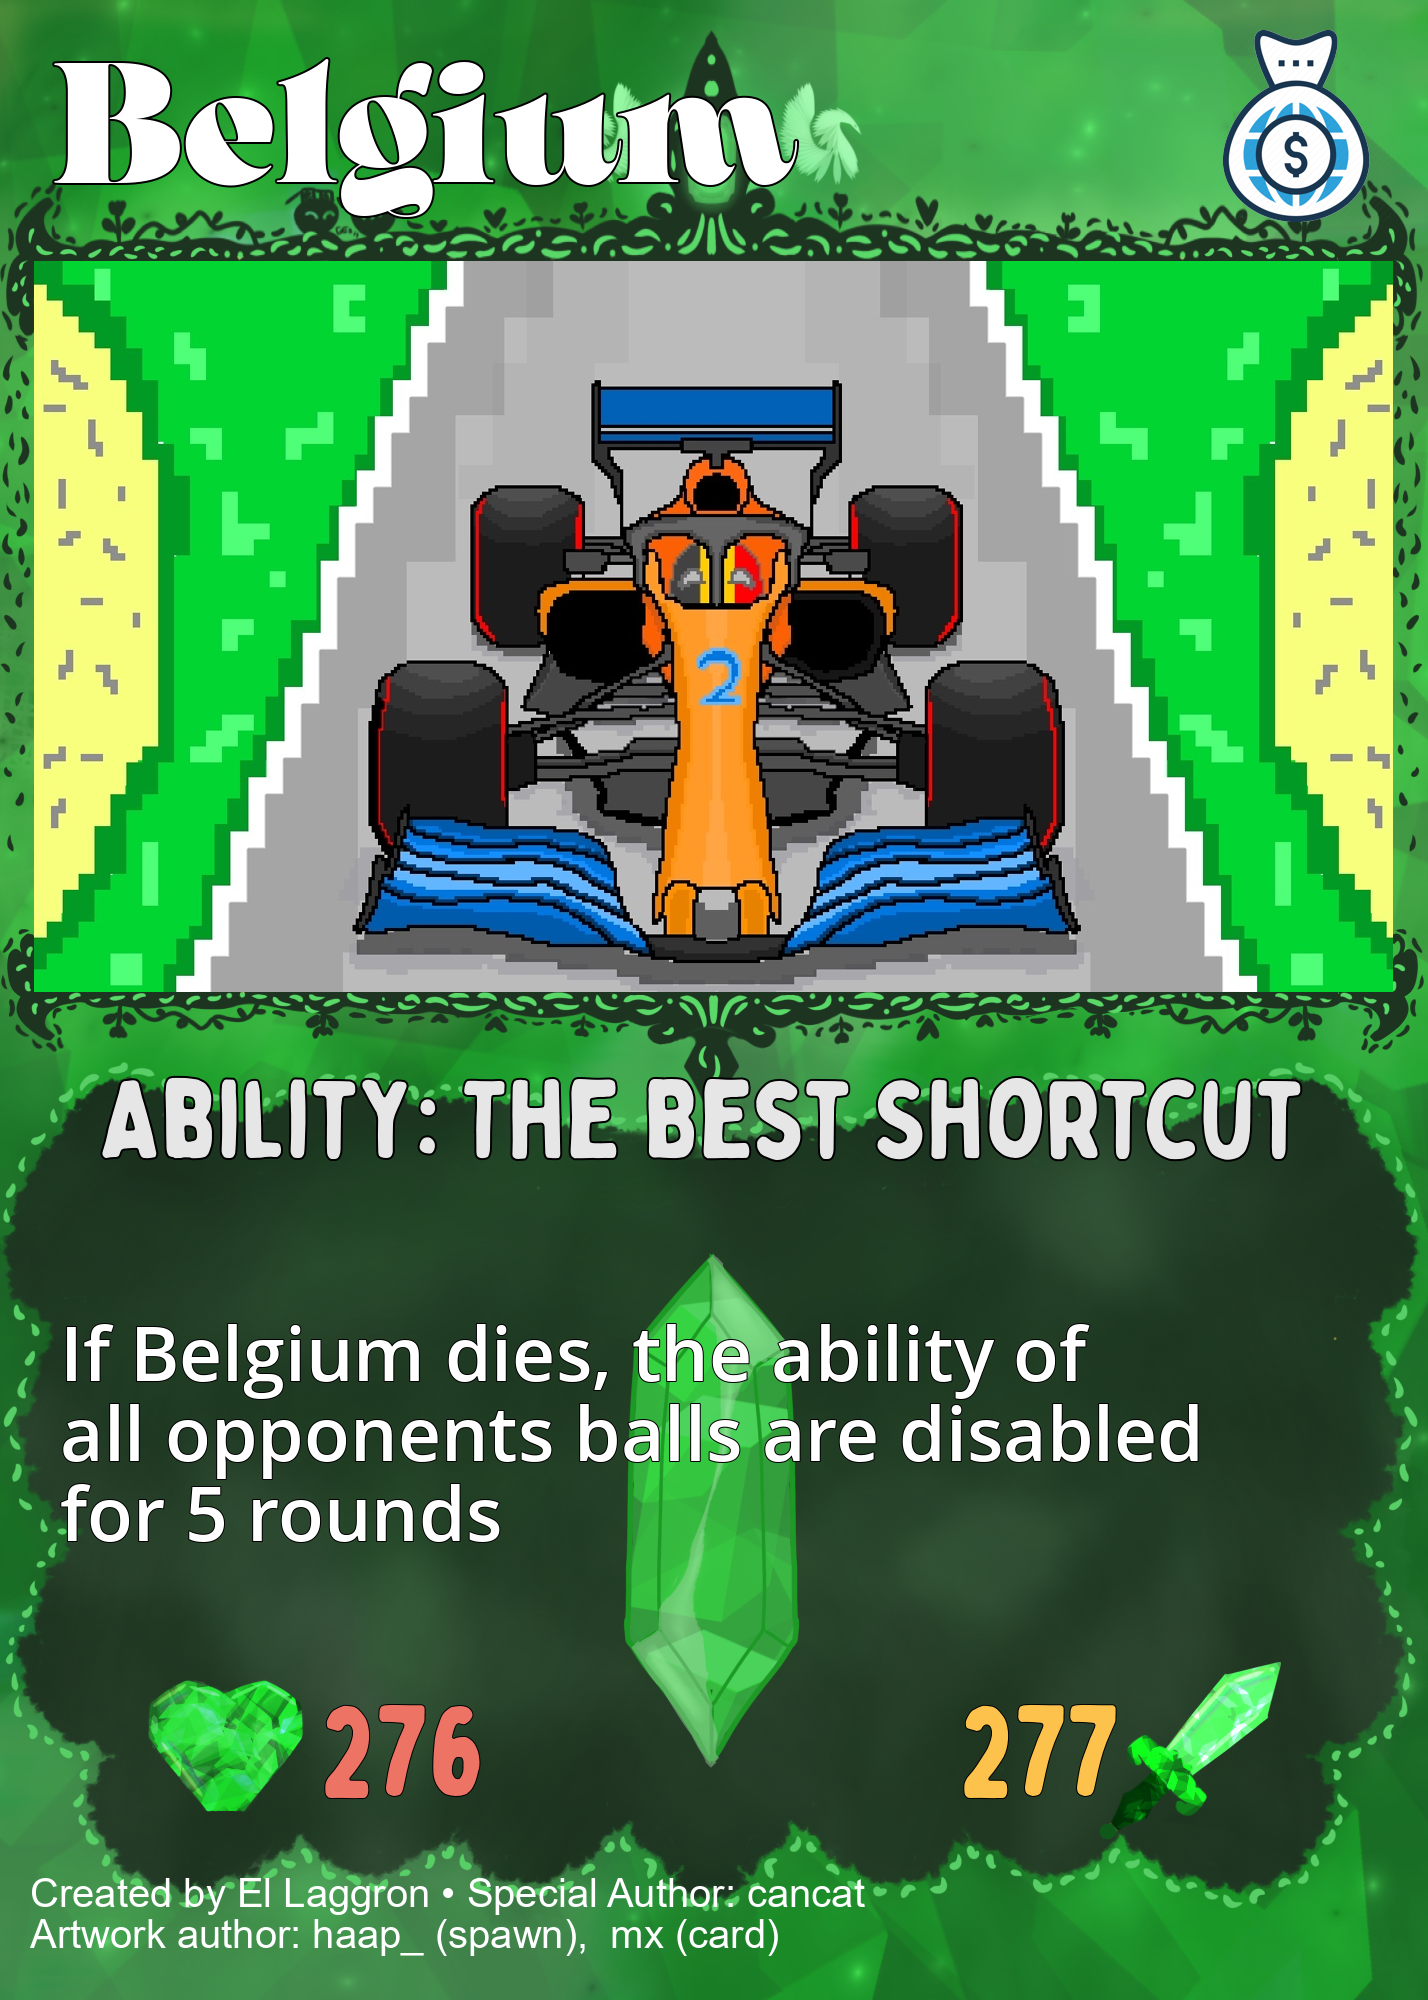 Belgium
$
2
ABILITY: THE BEST SHORTCUT
If Belgium dies, the ability of
all opponents balls are disabled
for 5 rounds
276
277
Created by El Laggron • Special Author: cancat
Artwork author: haap_ (spawn), mx (card)